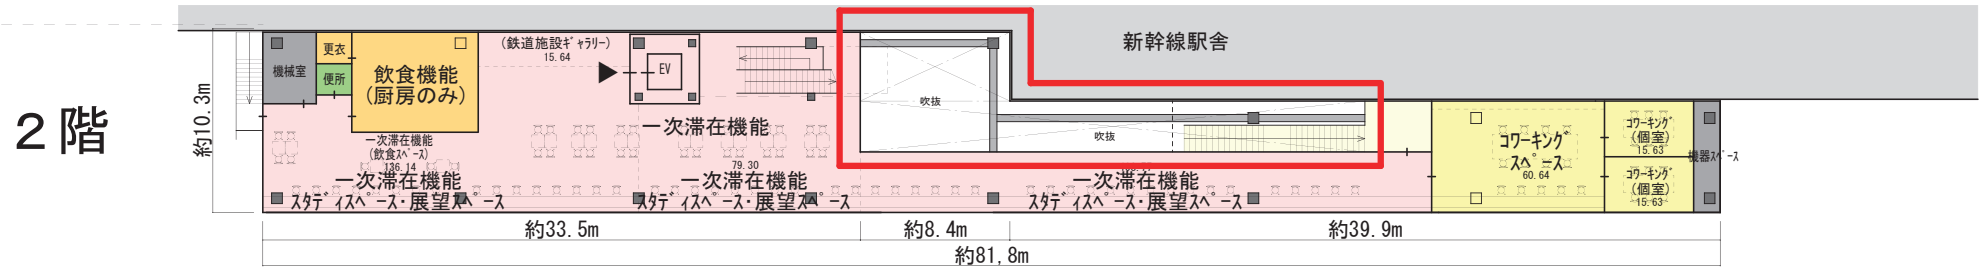 2階
約10.3m
機械室
更衣
便所
飲食機能
(厨房のみ)
(鉄道施設ｷﾞｬﾗﾘｰ)
15.64
EV
新幹線駅舎
吹抜
吹抜
一次滞在機能
一次滞在機能
(飲食ｽﾍﾟｰｽ)
136.14
79.30
一次滞在機能
ｽﾀﾃﾞｨｽﾍﾟｰｽ・展望ｽﾍﾟｰｽ
一次滞在機能
ｽﾀﾃﾞｨｽﾍﾟｰｽ・展望ｽﾍﾟｰｽ
一次滞在機能
ｽﾀﾃﾞｨｽﾍﾟｰｽ・展望ｽﾍﾟｰｽ
ｺﾜｰｷﾝｸﾞ
ｽﾍﾟｰｽ
60.64
ｺﾜｰｷﾝｸﾞ
(個室)
15.63
ｺﾜｰｷﾝｸﾞ
(個室)
15.63
機器ｽﾍﾟｰｽ
約33.5m
約8.4m
約39.9m
約81,8m